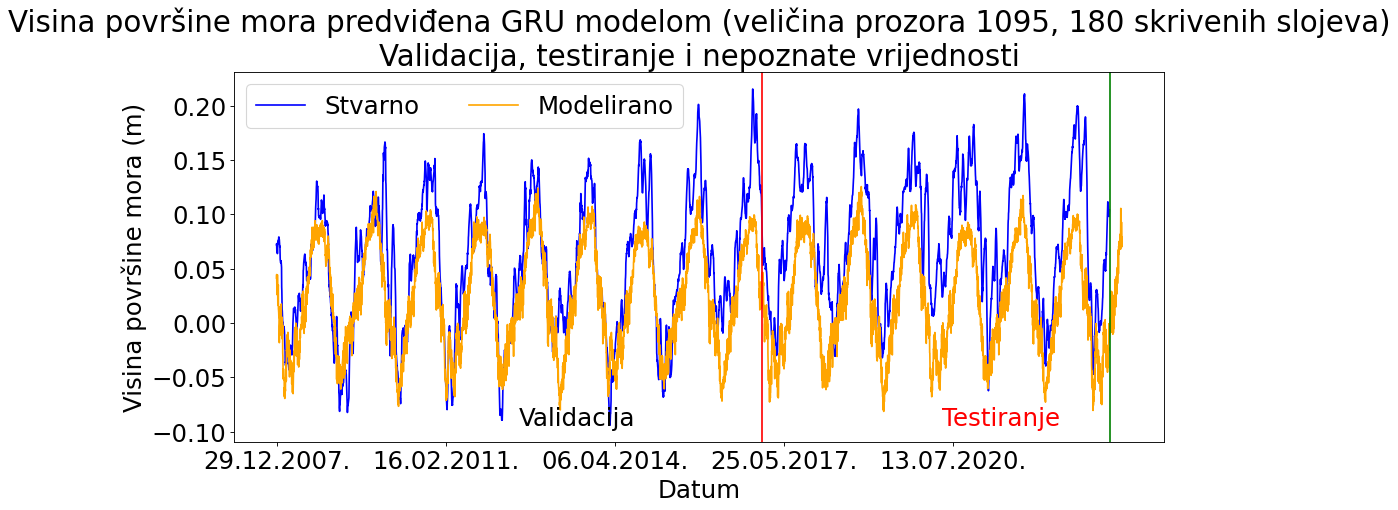 Visina površine mora predviđena GRU modelom (veličina prozora 1095, 180 skrivenih slojeva)
Validacija, testiranje i nepoznate vrijednosti
Stvarno
Modelirano
Visina površine mora (m)
0.20
0.15
0.10
0.05
0.00
−0.05
−0.10
Validacija
Testiranje
29.12.2007.
16.02.2011.
06.04.2014.
25.05.2017.
13.07.2020.
Datum